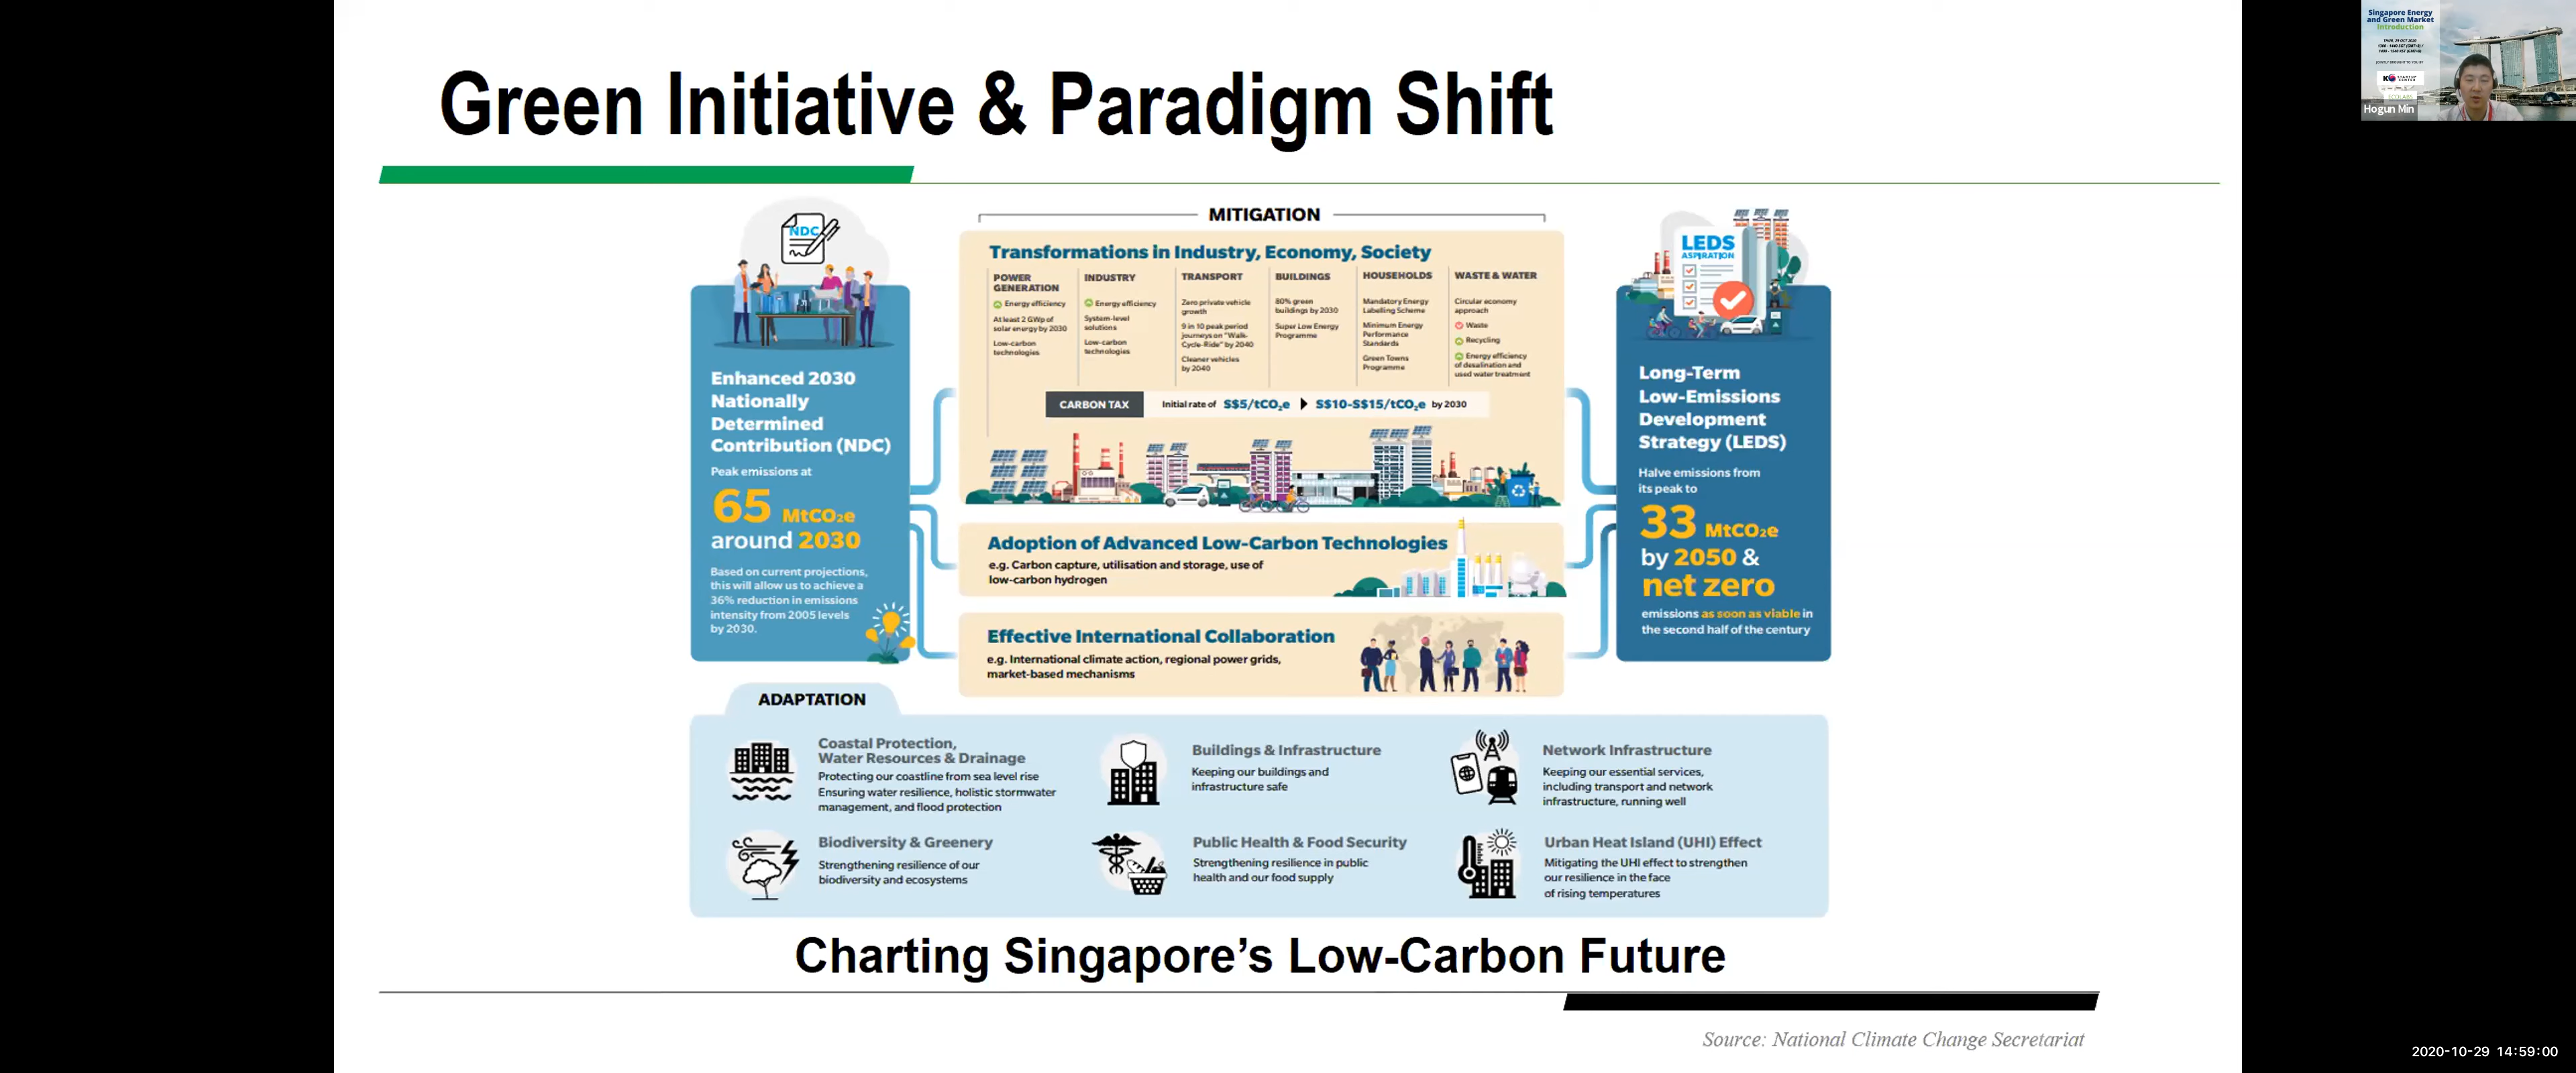 Green Initiative & Paradigm Shift
Singapore Energy
and Green Market
Introduction
Hogun Min
NDC
Enhanced 2030
Nationally
Determined
Contribution (NDC)
Peak emissions at
65 MtCO₂e
around 2030
Based on current projections,
this will allow us to achieve a
36% reduction in emissions
intensity from 2005 levels
by 2030.
MITIGATION
Transformations in Industry, Economy, Society
POWER
GENERATION
Energy efficiency
At least 2 GWp of
solar energy by 2030
Low-carbon
technologies
INDUSTRY
Energy efficiency
System-level
solutions
Low-carbon
technologies
TRANSPORT
Zero private vehicle
growth
9 in 10 peak period
journeys on "Walk-
Cycle-Ride" by 2040
Cleaner vehicles
by 2040
BUILDINGS
80% green
buildings by 2030
Super Low Energy
Programme
HOUSEHOLDS
Mandatory Energy
Labelling Scheme
Minimum Energy
Performance
Standards
Green Towns
Programme
WASTE & WATER
Circular economy
approach
Waste
Recycling
Energy efficiency
of desalination and
used water treatment
CARBON TAX Initial rate of S$5/tCO₂e S$10-S$15/tCO₂e by 2030
Adoption of Advanced Low-Carbon Technologies
e.g. Carbon capture, utilisation and storage, use of
low-carbon hydrogen
Effective International Collaboration
e.g. International climate action, regional power grids,
market-based mechanisms
LEDS
ASPIRATION
Long-Term
Low-Emissions
Development
Strategy (LEDS)
Halve emissions from
its peak to
33 MtCO₂e
by 2050 &
net zero
emissions as soon as viable in
the second half of the century
ADAPTATION
Coastal Protection,
Water Resources & Drainage
Protecting our coastline from sea level rise
Ensuring water resilience, holistic stormwater
management, and flood protection
Buildings & Infrastructure
Keeping our buildings and
infrastructure safe
Network Infrastructure
Keeping our essential services,
including transport and network
infrastructure, running well
Biodiversity & Greenery
Strengthening resilience of our
biodiversity and ecosystems
Public Health & Food Security
Strengthening resilience in public
health and our food supply
Urban Heat Island (UHI) Effect
Mitigating the UHI effect to strengthen
our resilience in the face
of rising temperatures
Charting Singapore's Low-Carbon Future
Source: National Climate Change Secretariat
2020-10-29 14:59:00